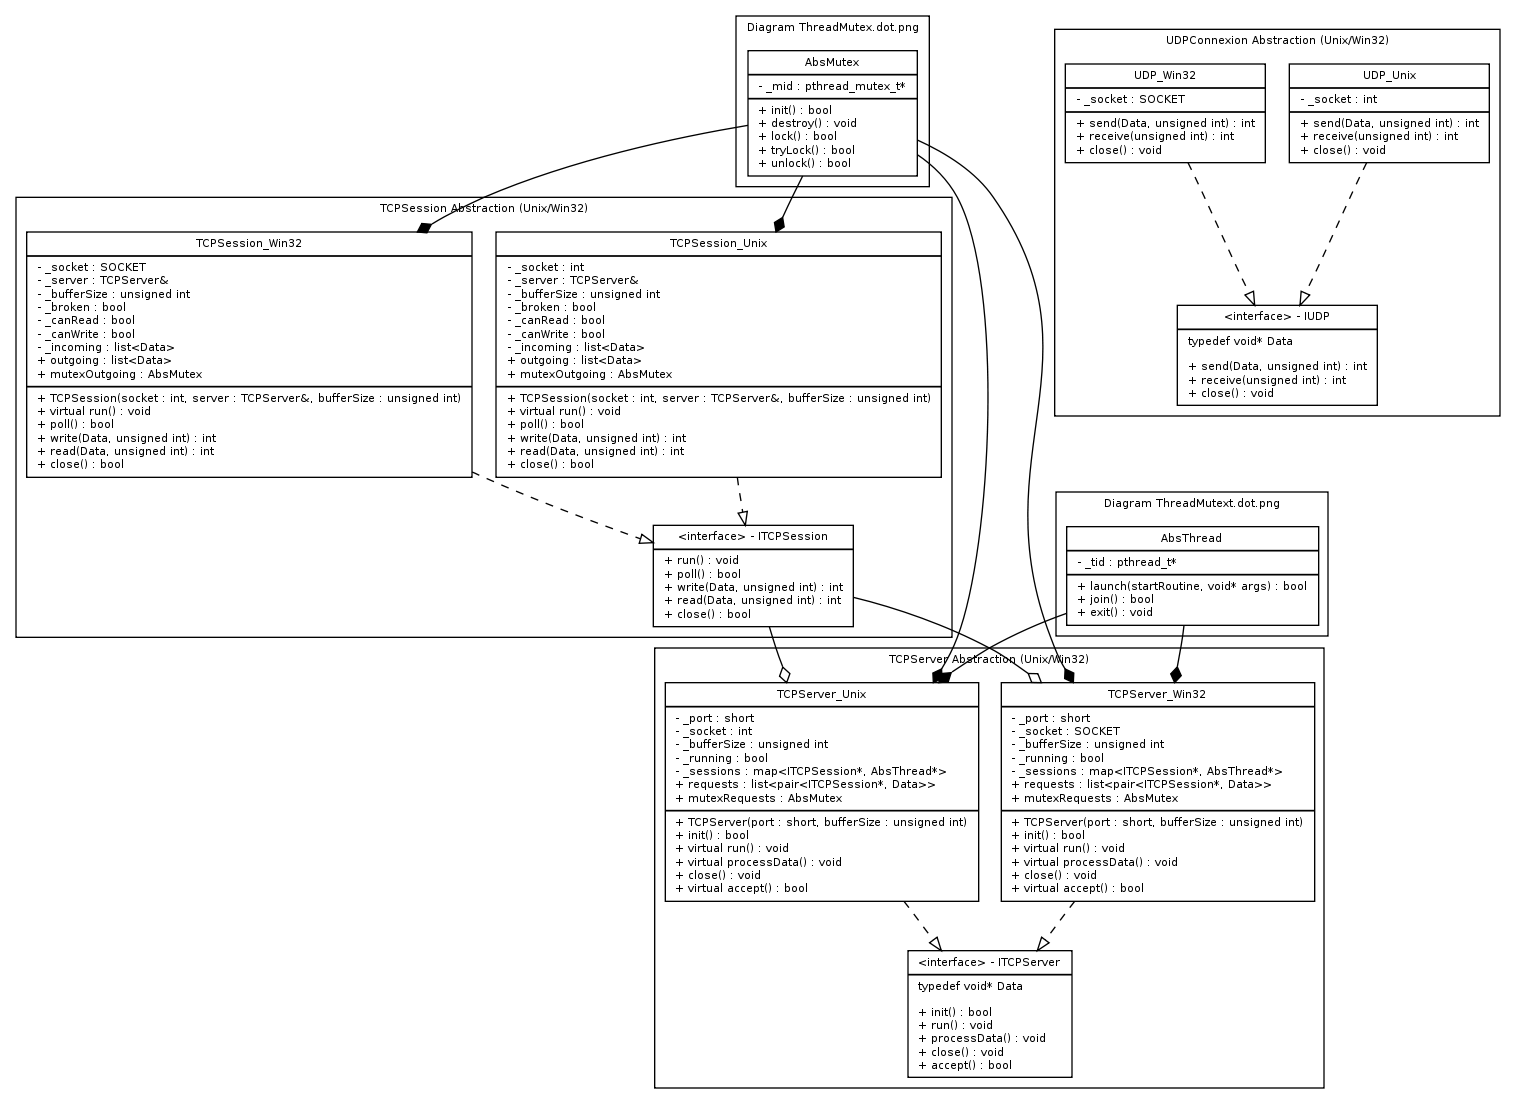 Diagram ThreadMutex.dot.png
AbsMutex
- _mid : pthread_mutex_t*
+ init() : bool
+ destroy() : void
+ lock() : bool
+ tryLock() : bool
+ unlock() : bool
UDPConnexion Abstraction (Unix/Win32)
UDP_Win32
- _socket : SOCKET
+ send(Data, unsigned int) : int
+ receive(unsigned int) : int
+ close() : void
UDP_Unix
- _socket : int
+ send(Data, unsigned int) : int
+ receive(unsigned int) : int
+ close() : void
<interface> - IUDP
typedef void* Data
+ send(Data, unsigned int) : int
+ receive(unsigned int) : int
+ close() : void
TCPSession Abstraction (Unix/Win32)
TCPSession_Win32
- _socket : SOCKET
- _server : TCPServer&
- _bufferSize : unsigned int
- _broken : bool
- _canRead : bool
- _canWrite : bool
- _incoming : list<Data>
+ outgoing : list<Data>
+ mutexOutgoing : AbsMutex
+ TCPSession(socket : int, server : TCPServer&, bufferSize : unsigned int)
+ virtual run() : void
+ poll() : bool
+ write(Data, unsigned int) : int
+ read(Data, unsigned int) : int
+ close() : bool
TCPSession_Unix
- _socket : int
- _server : TCPServer&
- _bufferSize : unsigned int
- _broken : bool
- _canRead : bool
- _canWrite : bool
- _incoming : list<Data>
+ outgoing : list<Data>
+ mutexOutgoing : AbsMutex
+ TCPSession(socket : int, server : TCPServer&, bufferSize : unsigned int)
+ virtual run() : void
+ poll() : bool
+ write(Data, unsigned int) : int
+ read(Data, unsigned int) : int
+ close() : bool
<interface> - ITCPSession
+ run() : void
+ poll() : bool
+ write(Data, unsigned int) : int
+ read(Data, unsigned int) : int
+ close() : bool
Diagram ThreadMutext.dot.png
AbsThread
- _tid : pthread_t*
+ launch(startRoutine, void* args) : bool
+ join() : bool
+ exit() : void
TCPServer Abstraction (Unix/Win32)
TCPServer_Unix
- _port : short
- _socket : int
- _bufferSize : unsigned int
- _running : bool
- _sessions : map<ITCPSession*, AbsThread*>
+ requests : list<pair<ITCPSession*, Data>>
+ mutexRequests : AbsMutex
+ TCPServer(port : short, bufferSize : unsigned int)
+ init() : bool
+ virtual run() : void
+ virtual processData() : void
+ close() : void
+ virtual accept() : bool
TCPServer_Win32
- _port : short
- _socket : SOCKET
- _bufferSize : unsigned int
- _running : bool
- _sessions : map<ITCPSession*, AbsThread*>
+ requests : list<pair<ITCPSession*, Data>>
+ mutexRequests : AbsMutex
+ TCPServer(port : short, bufferSize : unsigned int)
+ init() : bool
+ virtual run() : void
+ virtual processData() : void
+ close() : void
+ virtual accept() : bool
<interface> - ITCPServer
typedef void* Data
+ init() : bool
+ run() : void
+ processData() : void
+ close() : void
+ accept() : bool